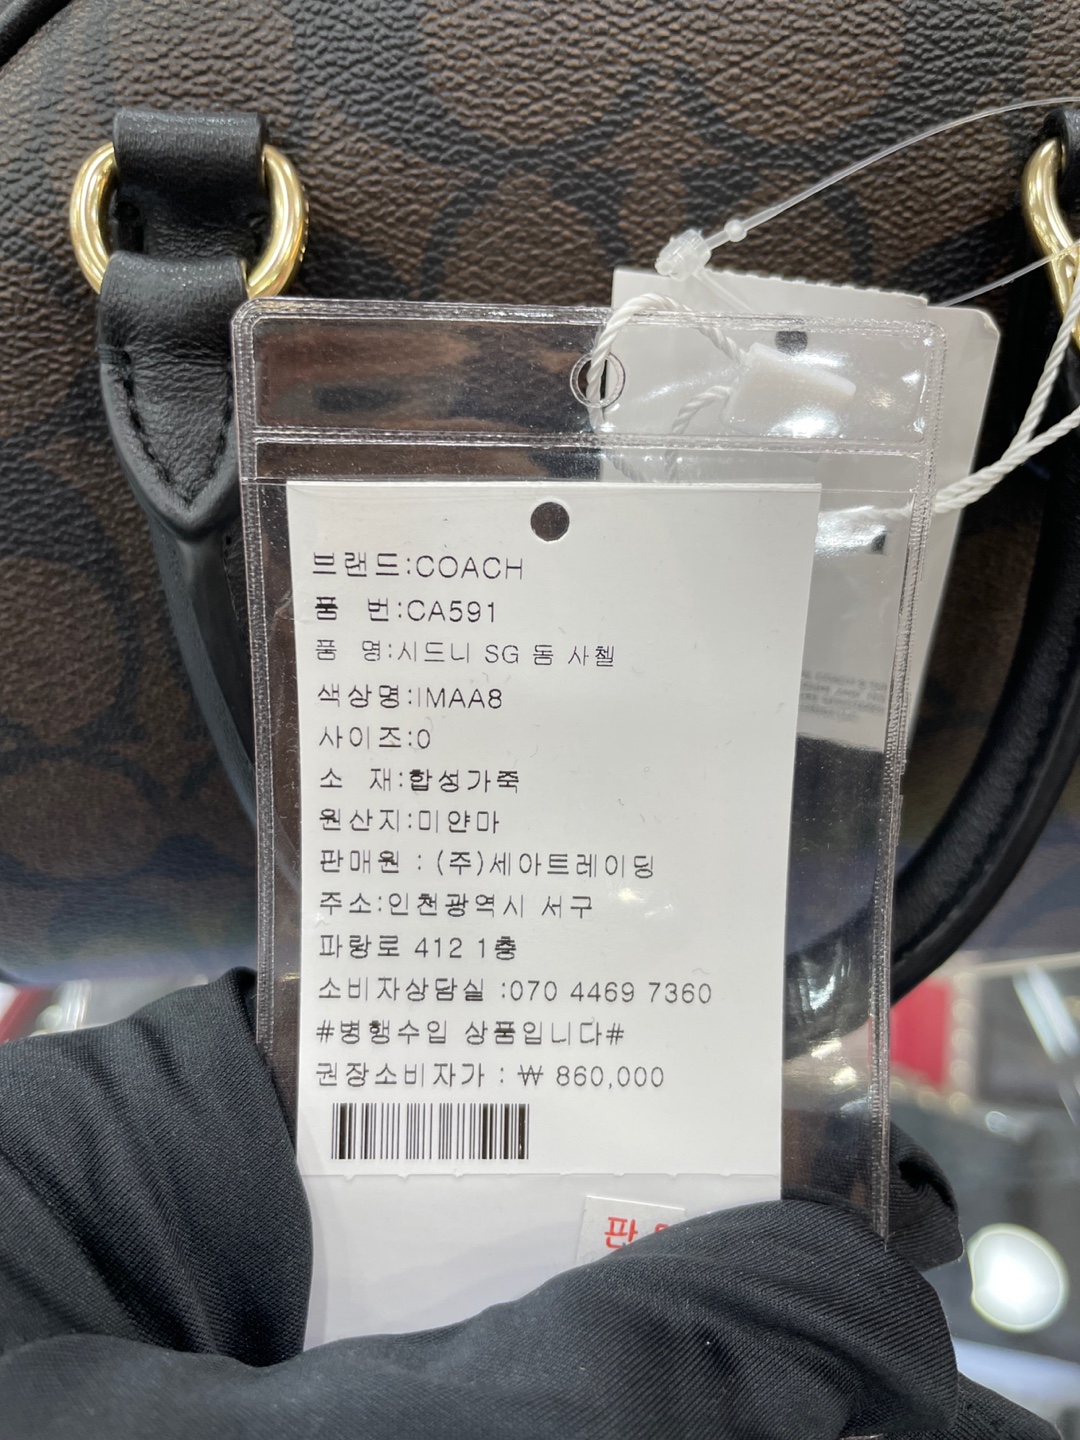 브랜드:COACH
품 번:CA591
품 명:시드니 SG 돔 사첼
색상명:IMAA8
사이즈:0
소 재:합성가죽
원산지:미얀마
판매원 : (주)세아트레이딩
주소:인천광역시 서구
파랑로 412 1층
소비자상담실 :070 4469 7360
#병행수입 상품입니다#
권장소비자가 : ₩ 860,000
판